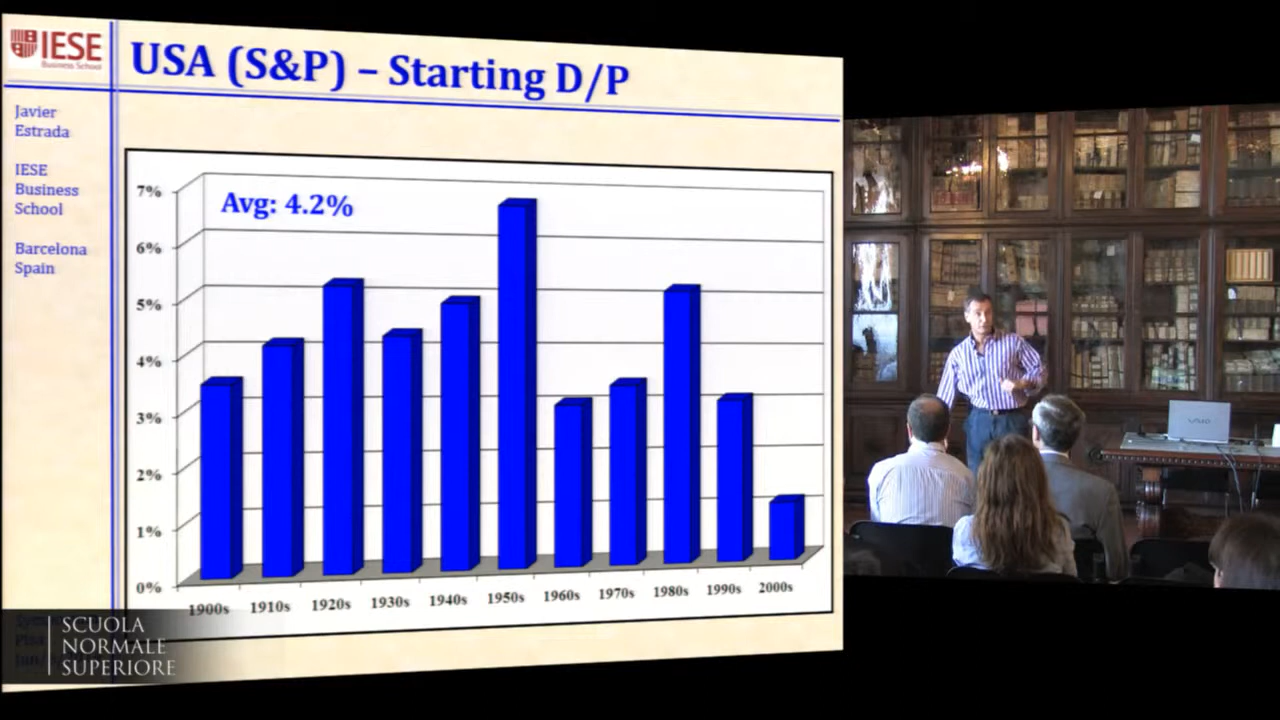 IESE
Business School
USA (S&P) – Starting D/P
Javier
Estrada
IESE
Business
School
Barcelona
Spain
Avg: 4.2%
7%
6%
5%
4%
3%
2%
1%
0%
1900s 1910s 1920s 1930s 1940s 1950s 1960s 1970s 1980s 1990s 2000s
SCUOLA
NORMALE
SUPERIORE
VAIO